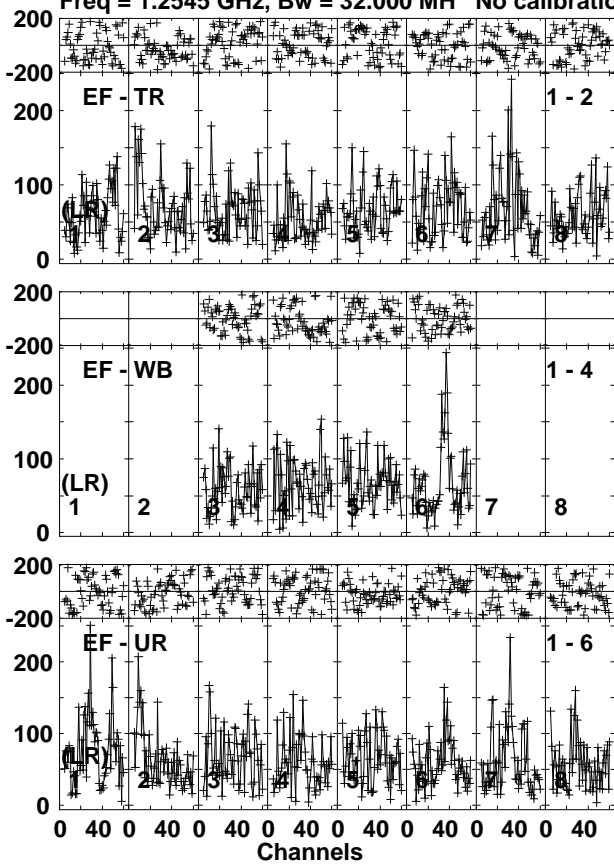 Freq = 1.2545 GHz, Bw = 32.000 MH No calibratio
200
-200
EF - TR 1 - 2
200
100
0
(LR)
1 2 3 4 5 6 7 8
200
-200
EF - WB 1 - 4
200
100
0
(LR)
1 2 3 4 5 6 7 8
200
-200
EF - UR 1 - 6
200
100
0
(LR)
1 2 3 4 5 6 7 8
0 40 0 40 0 40 0 40 0 40 0 40 0 40 0 40
Channels